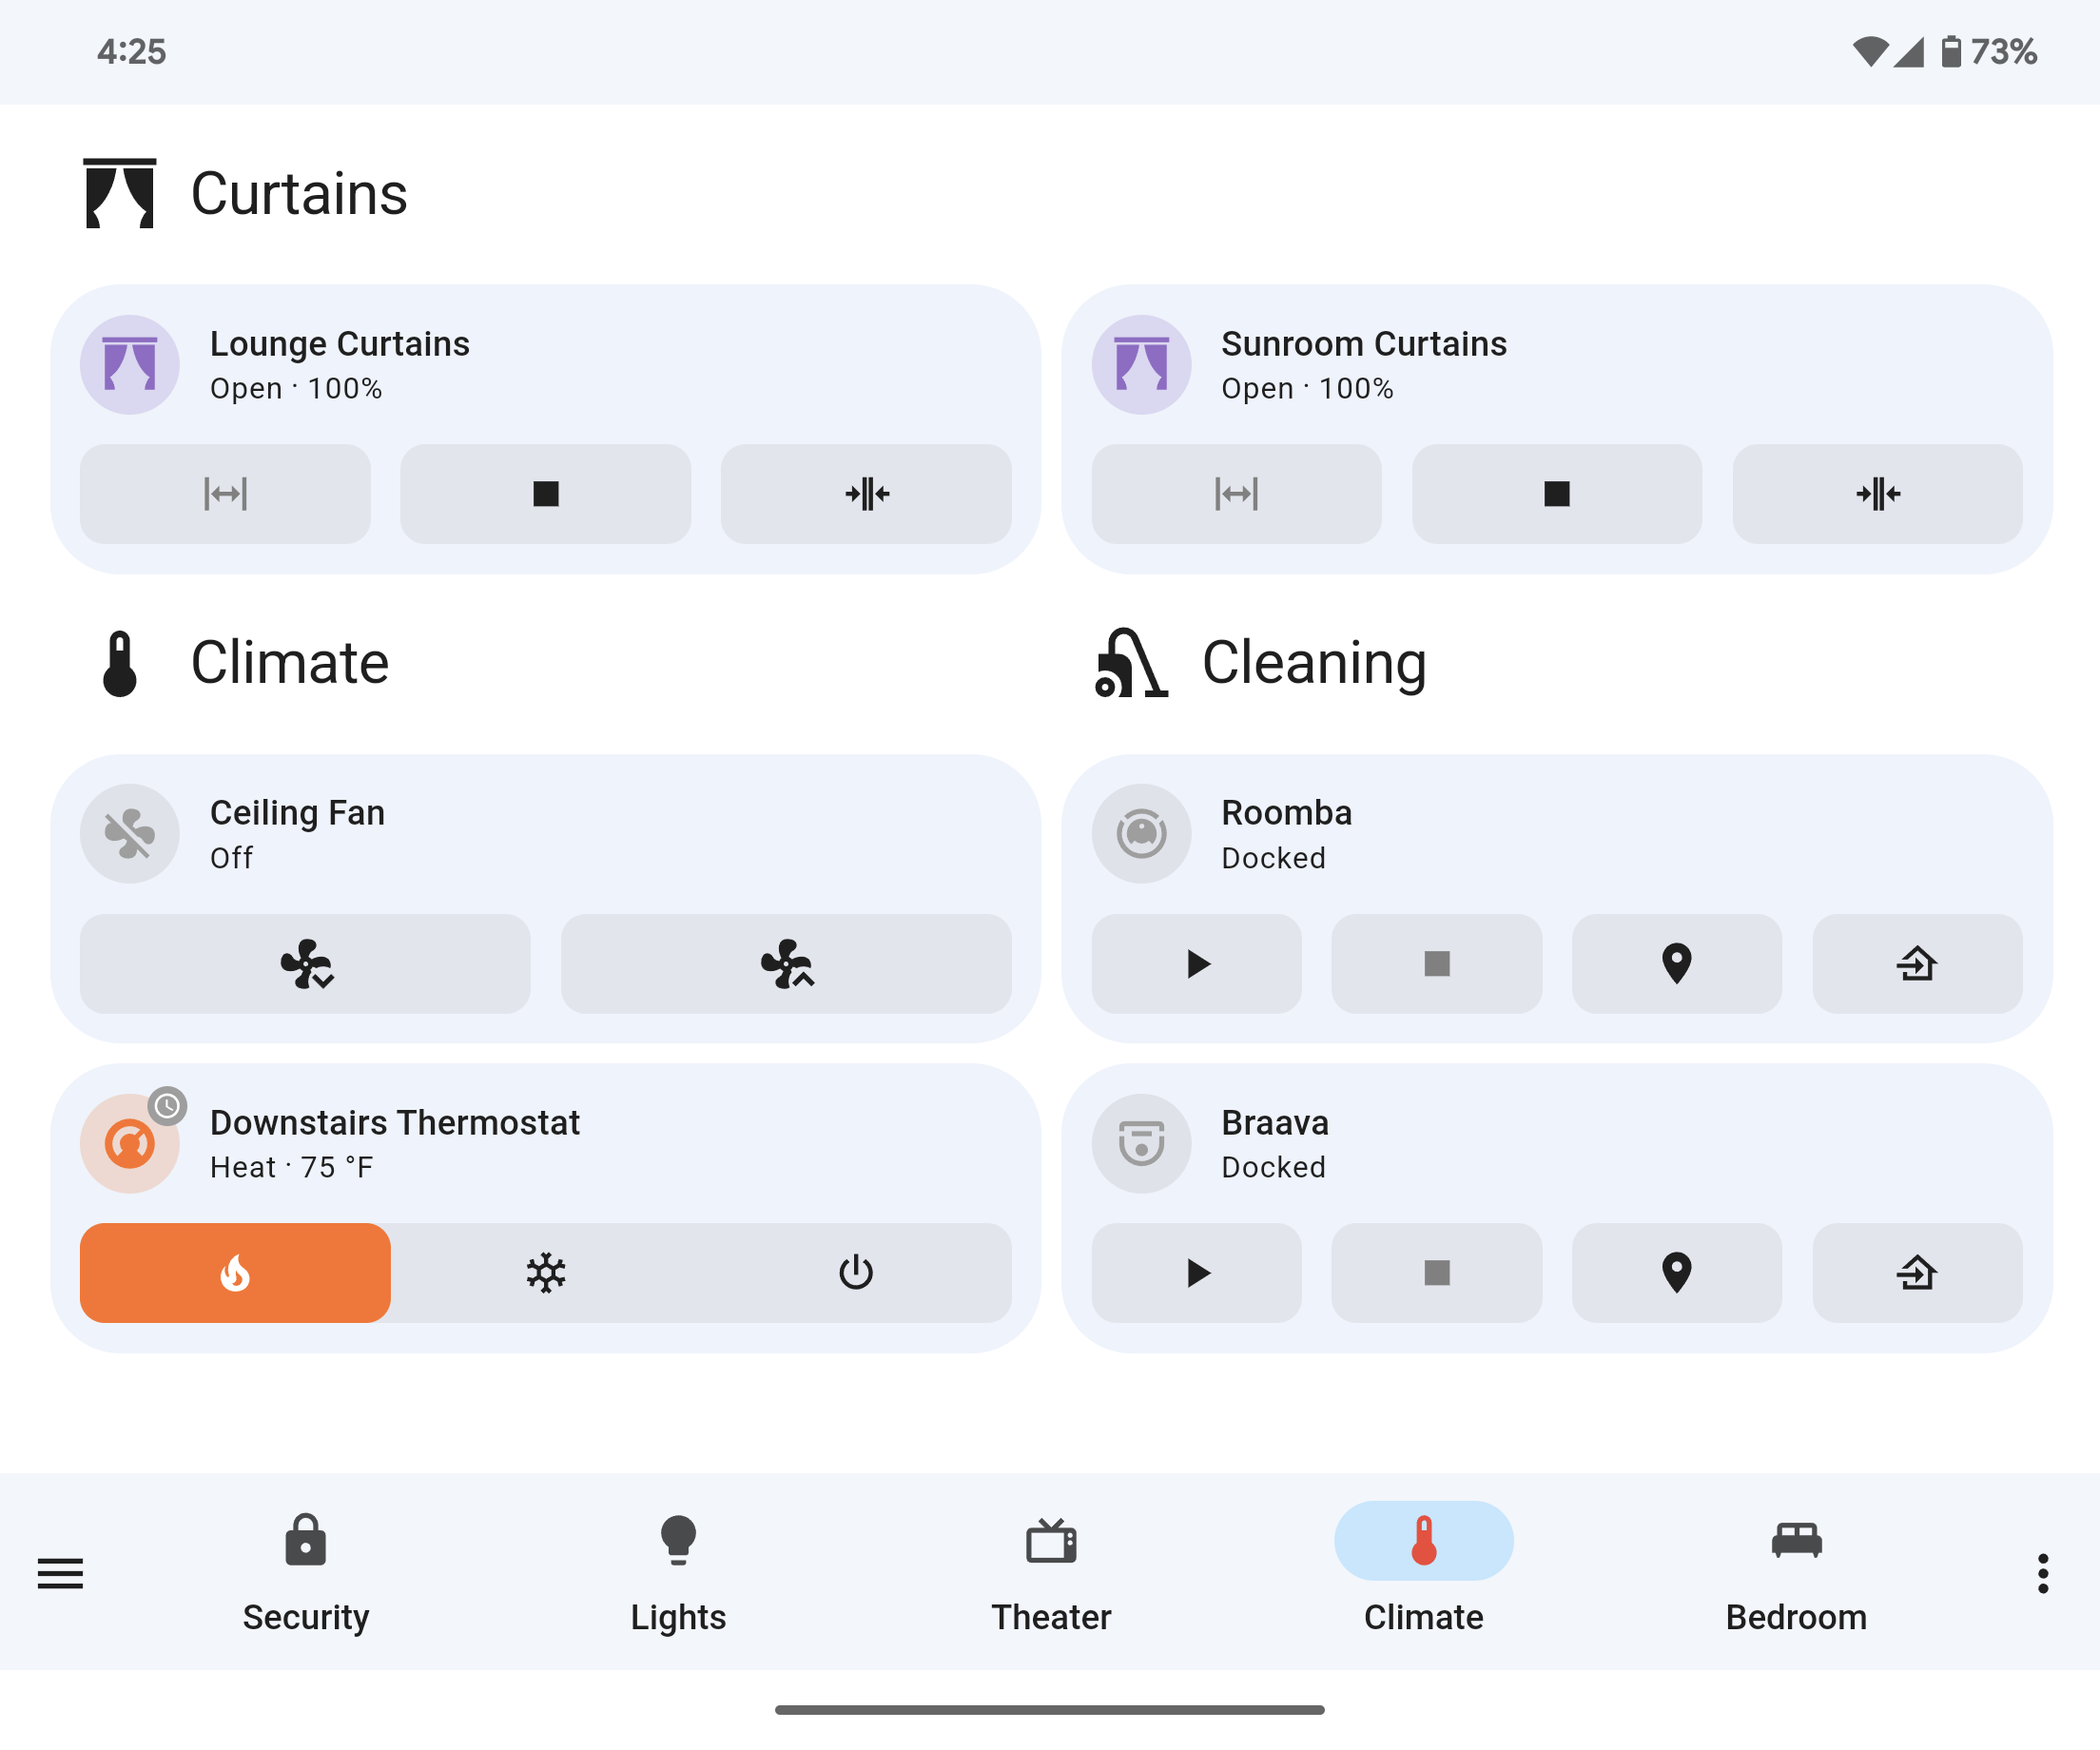 4:25
73%
Curtains
Lounge Curtains
Open · 100%
Sunroom Curtains
Open · 100%
Climate
Cleaning
Ceiling Fan
Off
Roomba
Docked
Downstairs Thermostat
Heat · 75 °F
Braava
Docked
Security
Lights
Theater
Climate
Bedroom